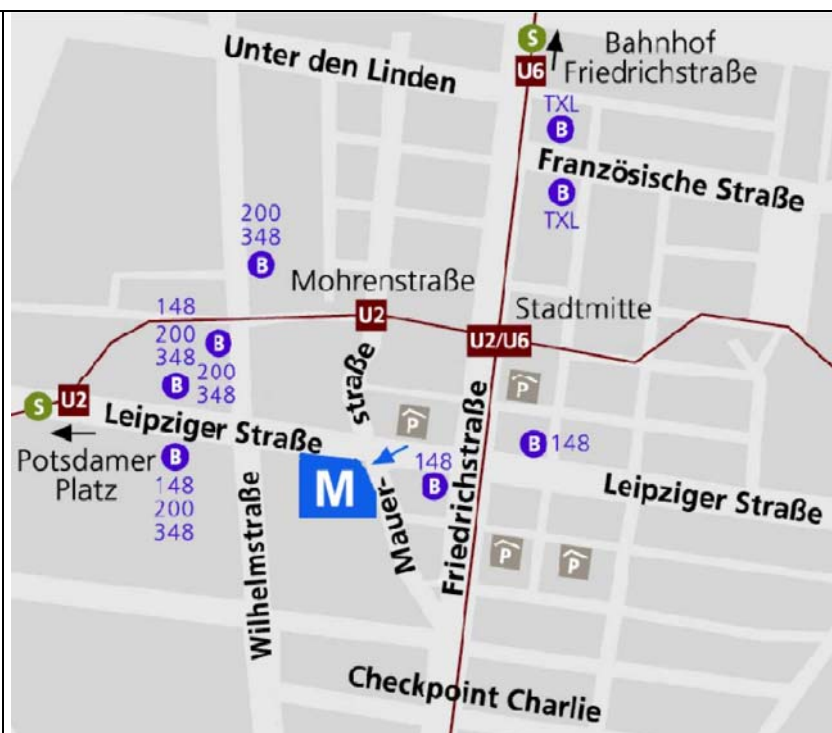 S
Bahnhof
Friedrichstraße
U6
Unter den Linden
TXL
B
Französische Straße
B
TXL
200
348
B
Mohrenstraße
U2
Stadtmitte
U2/U6
148
200
348
B
B
200
348
straße
P
P
S
U2
Leipziger Straße
Potsdamer
Platz
B
148
200
348
M
148
B
B
148
Leipziger Straße
Mauer-
Friedrichstraße
Wilhelmstraße
P
P
Checkpoint Charlie